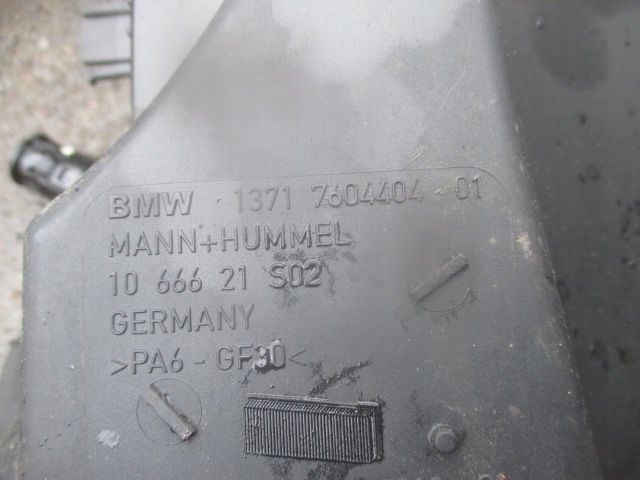 BMW · 1371 7604404-01
MANN+HUMMEL
10 666 21 S02
GERMANY
>PA6-GF30<